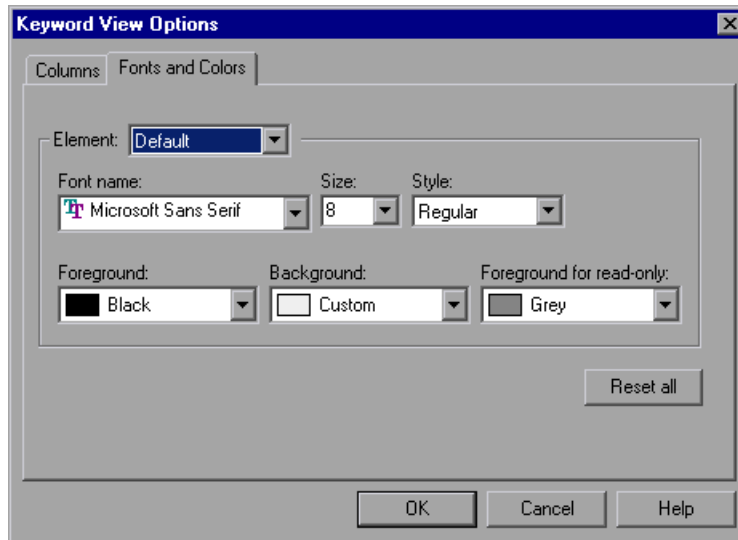 Keyword View Options
Columns Fonts and Colors
Element: Default
Font name: Size: Style:
Microsoft Sans Serif 8 Regular
Foreground: Background: Foreground for read-only:
Black Custom Grey
Reset all
OK Cancel Help